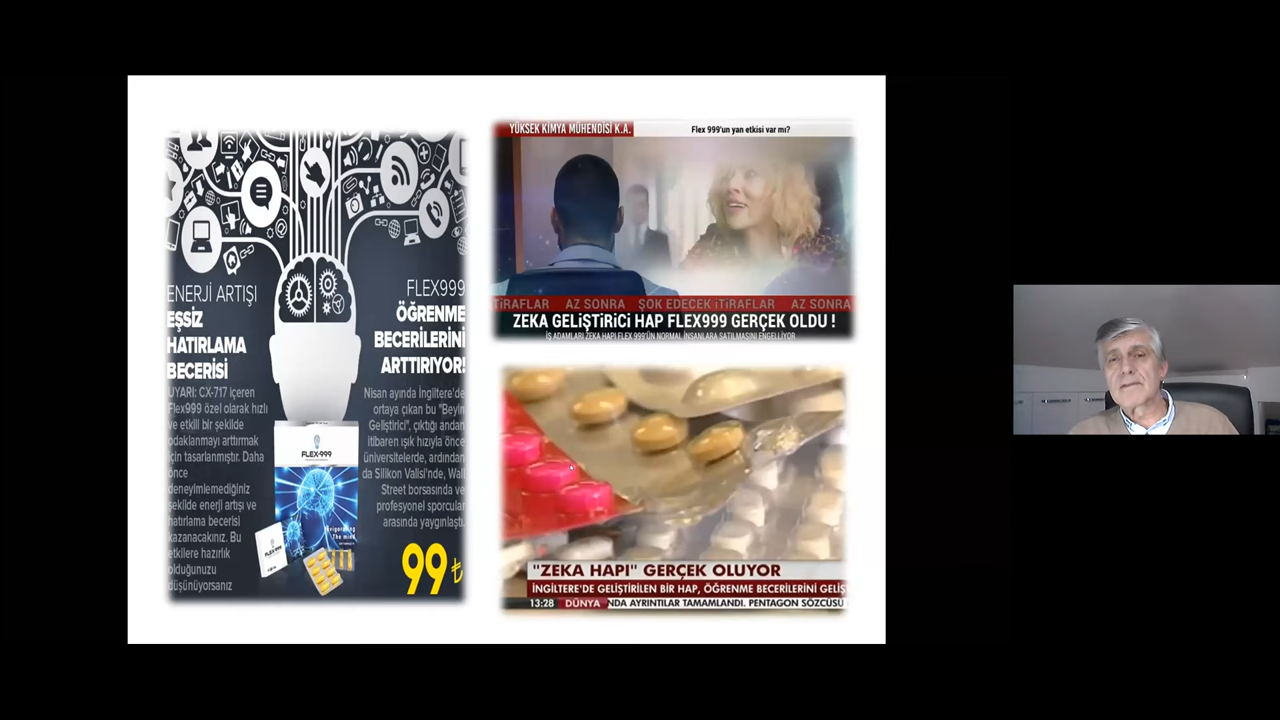 ENERJİ ARTIŞI
EŞSİZ
HATIRLAMA
BECERİSİ
UYARI: CX-717 içeren
Flex999 özel olarak hızlı
ve etkili bir şekilde
odaklanmayı arttırmak
için tasarlanmıştır. Daha
önce
deneyimlemediğiniz
şekilde enerji artışı ve
hatırlama becerisi
kazanacakınız. Bu
etkilere hazırlık
olduğunuzu
düşünüyorsanız
FLEX999
ÖĞRENME
BECERİLERİNİ
ARTTIRIYOR!
Nisan ayında İngiltere'de
ortaya çıkan bu "Beyin
Geliştirici", çıktığı andan
itibaren ışık hızıyla önce
üniversitelerde, ardından
da Silikon Valisi'nde, Wall
Street borsasında ve
profesyonel sporcular
arasında yaygınlaştı.
FLEX-999
Invigorating
The mind
FLEX-999
99 ₺
YÜKSEK KİMYA MÜHENDİSİ K.A.
Flex 999'un yan etkisi var mı?
TİRAFLAR AZ SONRA ŞOK EDECEK İTİRAFLAR AZ SONRA
ZEKA GELİŞTİRİCİ HAP FLEX999 GERÇEK OLDU !
İŞ ADAMLARI ZEKA HAPI FLEX 999'ÜN NORMAL İNSANLARA SATILMASINI ENGELLİYOR
"ZEKA HAPI" GERÇEK OLUYOR
İNGİLTERE'DE GELİŞTİRİLEN BİR HAP, ÖĞRENME BECERİLERİNİ GELİŞ
13:28 DÜNYA NDA AYRINTILAR TAMAMLANDI. PENTAGON SÖZCÜSÜ